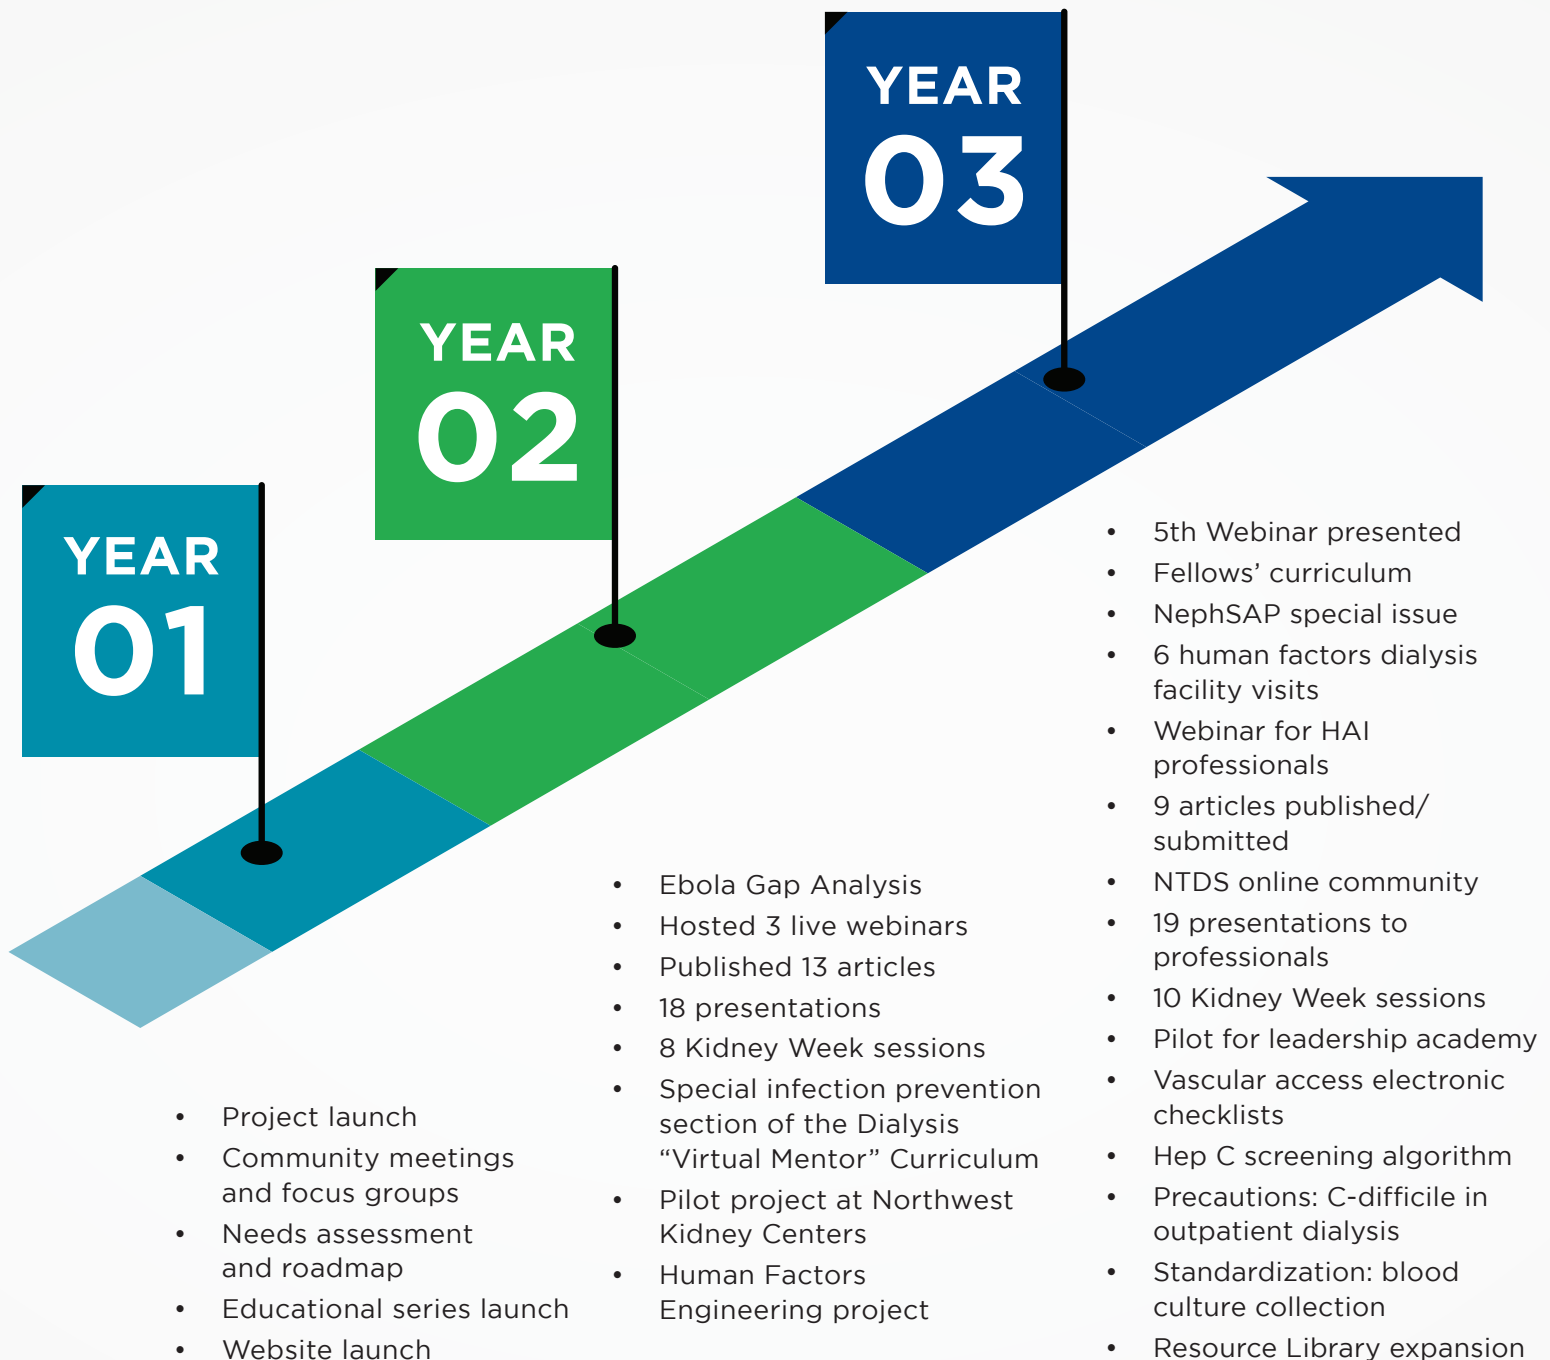 YEAR
01
YEAR
02
YEAR
03
• Project launch
• Community meetings
and focus groups
• Needs assessment
and roadmap
• Educational series launch
• Website launch
• Ebola Gap Analysis
• Hosted 3 live webinars
• Published 13 articles
• 18 presentations
• 8 Kidney Week sessions
• Special infection prevention
section of the Dialysis
“Virtual Mentor” Curriculum
• Pilot project at Northwest
Kidney Centers
• Human Factors
Engineering project
• 5th Webinar presented
• Fellows’ curriculum
• NephSAP special issue
• 6 human factors dialysis
facility visits
• Webinar for HAI
professionals
• 9 articles published/
submitted
• NTDS online community
• 19 presentations to
professionals
• 10 Kidney Week sessions
• Pilot for leadership academy
• Vascular access electronic
checklists
• Hep C screening algorithm
• Precautions: C-difficile in
outpatient dialysis
• Standardization: blood
culture collection
• Resource Library expansion